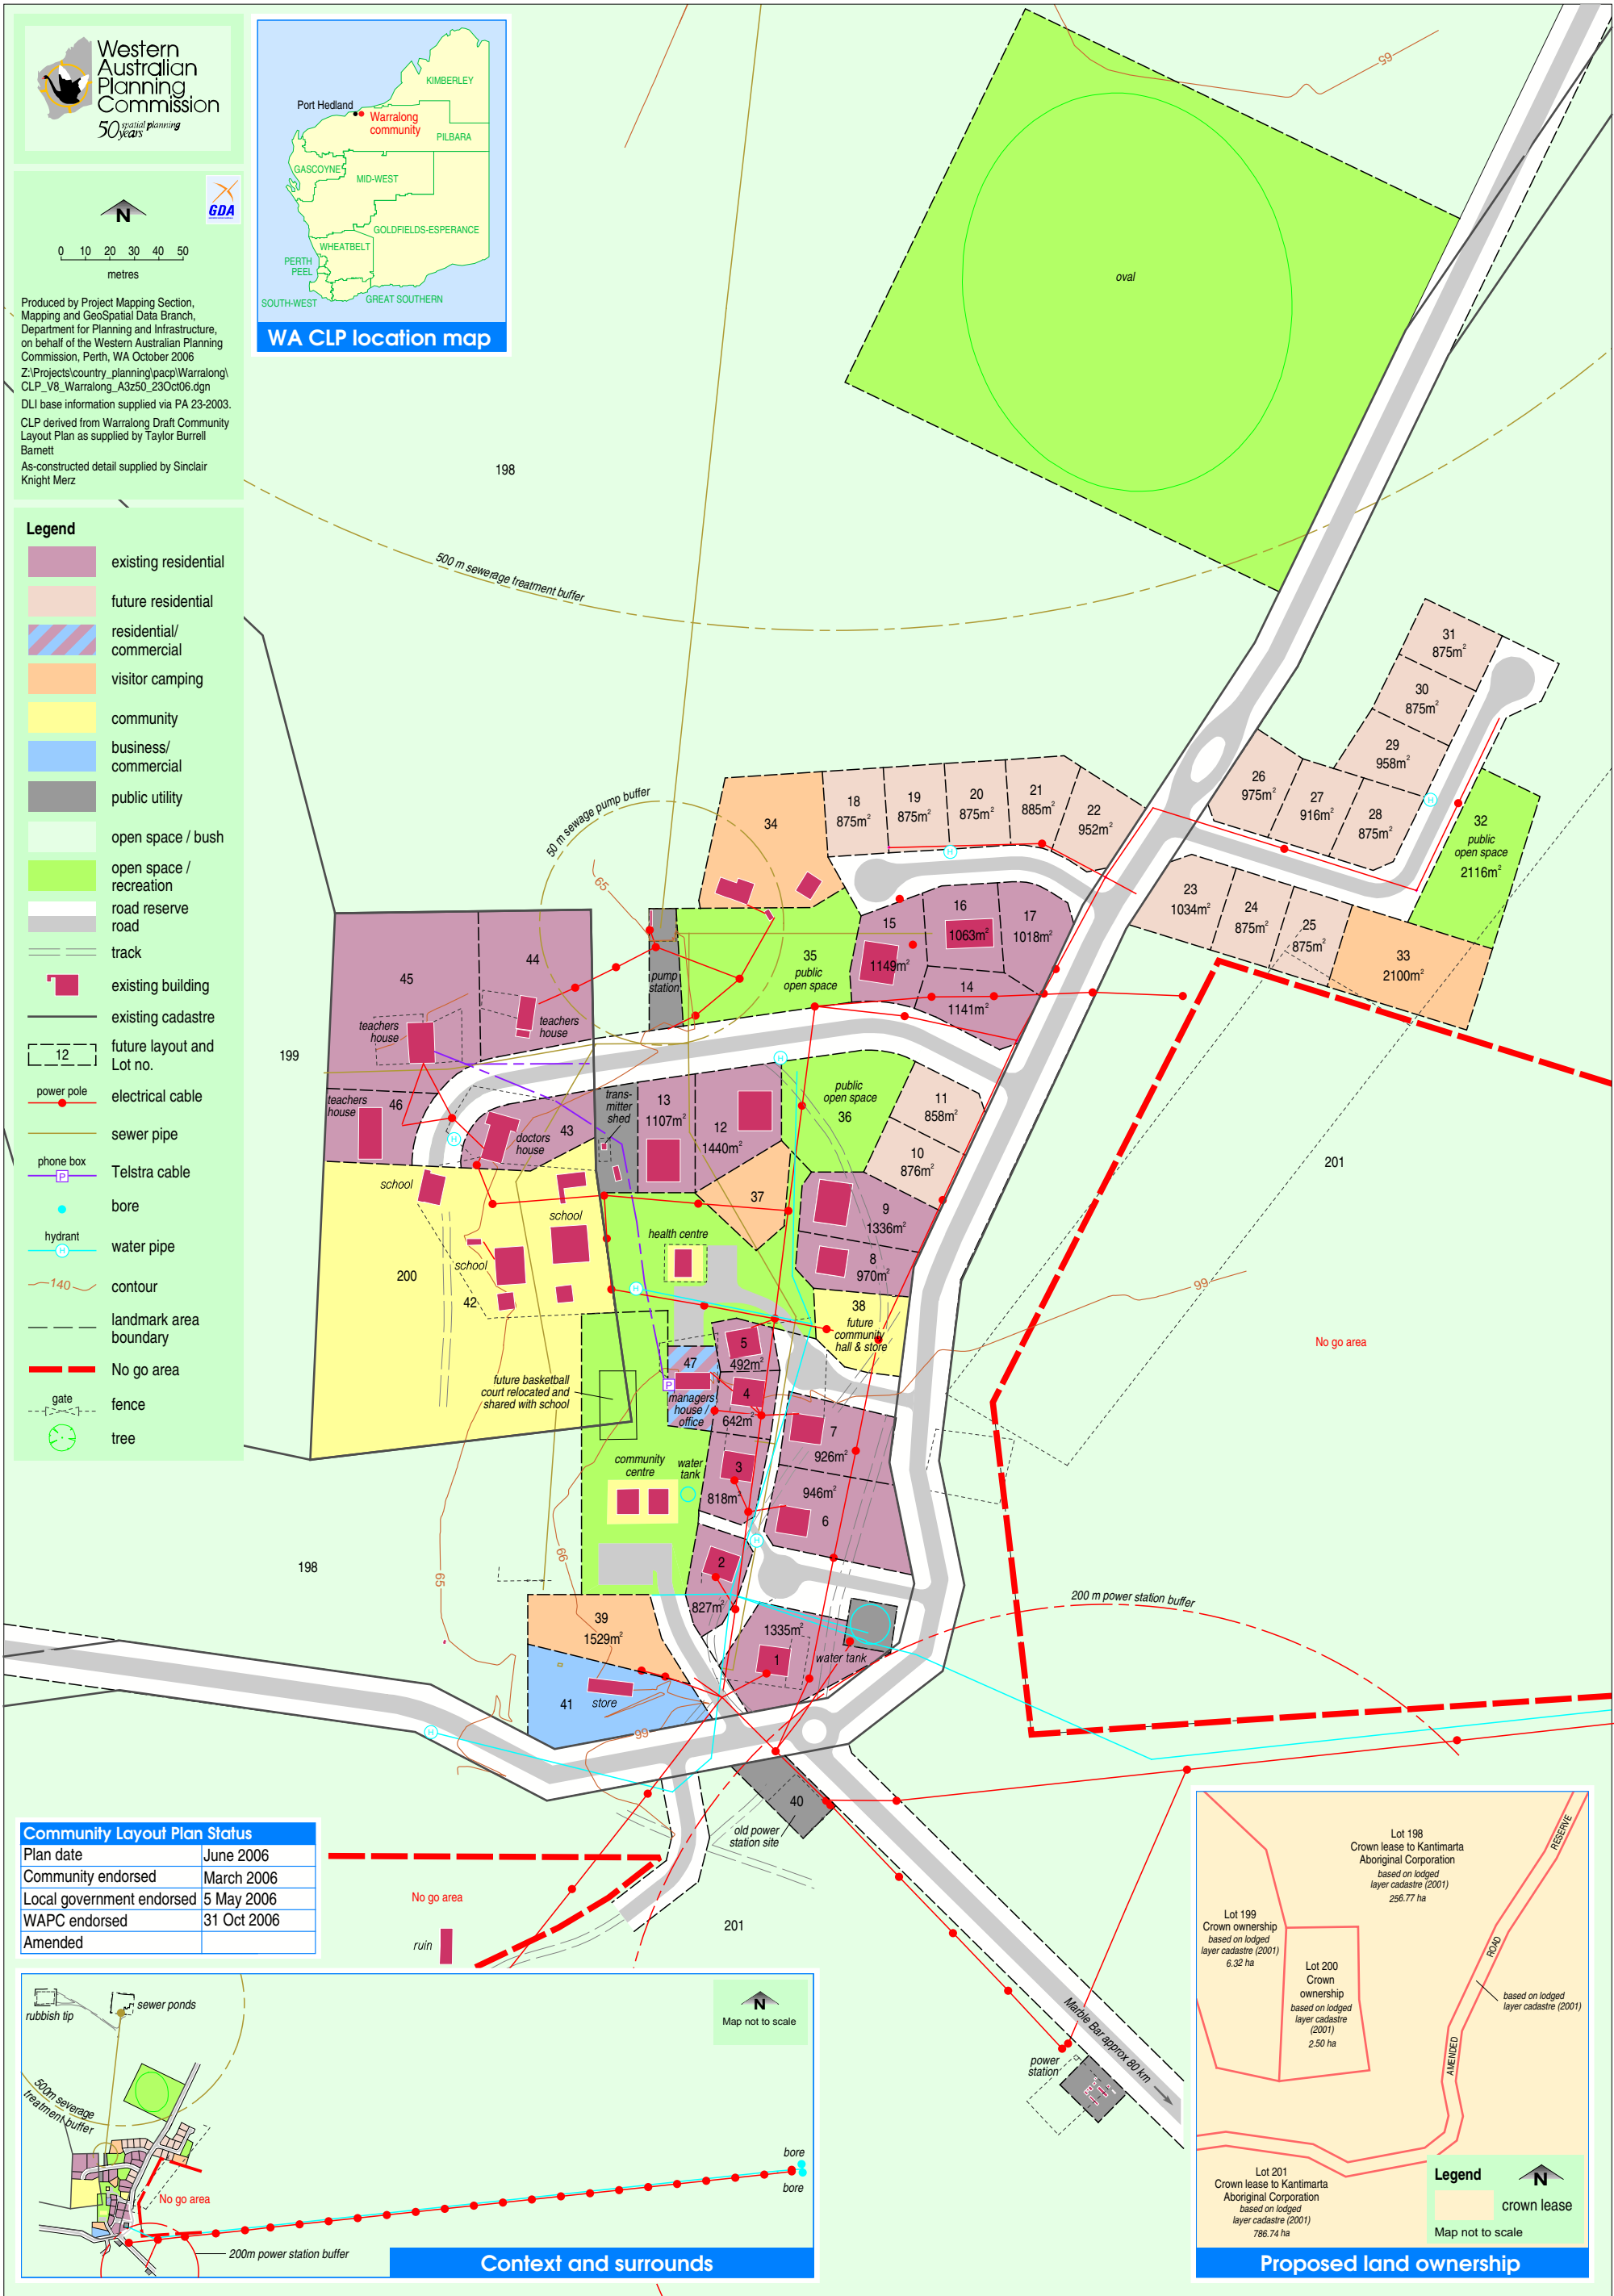 Western
Australian
Planning
Commission
50 years spatial planning
GDA
N
0 10 20 30 40 50
metres
Produced by Project Mapping Section,
Mapping and GeoSpatial Data Branch,
Department for Planning and Infrastructure,
on behalf of the Western Australian Planning
Commission, Perth, WA October 2006
Z:\Projects\country_planning\pacp\Warralong\
CLP_V8_Warralong_A3z50_23Oct06.dgn
DLI base information supplied via PA 23-2003.
CLP derived from Warralong Draft Community
Layout Plan as supplied by Taylor Burrell
Barnett
As-constructed detail supplied by Sinclair
Knight Merz
KIMBERLEY
Port Hedland
Warralong
community
PILBARA
GASCOYNE
MID-WEST
GOLDFIELDS-ESPERANCE
WHEATBELT
PERTH
PEEL
SOUTH-WEST
GREAT SOUTHERN
WA CLP location map
Legend
existing residential
future residential
residential/
commercial
visitor camping
community
business/
commercial
public utility
open space / bush
open space /
recreation
road reserve
road
track
existing building
existing cadastre
12
future layout and
Lot no.
power pole
electrical cable
sewer pipe
phone box
P
Telstra cable
bore
hydrant
H
water pipe
140
contour
landmark area
boundary
No go area
gate
fence
tree
65
oval
198
500 m sewerage treatment buffer
31
875m²
30
875m²
29
958m²
26
975m²
27
916m²
28
875m²
H
32
public
open space
2116m²
50 m sewage pump buffer
34
18
875m²
19
875m²
20
875m²
21
885m²
22
952m²
H
65
23
1034m²
24
875m²
25
875m²
33
2100m²
15
1149m²
16
1063m²
17
1018m²
14
1141m²
35
public
open space
pump
station
45
44
teachers
house
teachers
house
199
teachers
house
46
H
doctors
house
43
trans-
mitter
shed
13
1107m²
12
1440m²
H
public
open space
36
11
858m²
10
876m²
201
37
9
1336m²
8
970m²
school
school
school
200
42
health centre
H
38
future
community
hall & store
66
No go area
5
492m²
47
P
managers
house /
office
4
642m²
future basketball
court relocated and
shared with school
7
926m²
3
818m²
946m²
6
community
centre
water
tank
H
2
827m²
198
65
66
39
1529m²
1335m²
1
water tank
200 m power station buffer
41
store
H
66
40
old power
station site
No go area
201
ruin
Marble Bar approx 80 km
power
station
Community Layout Plan Status
Plan date June 2006
Community endorsed March 2006
Local government endorsed 5 May 2006
WAPC endorsed 31 Oct 2006
Amended
rubbish tip
sewer ponds
N
Map not to scale
500m severage
treatment buffer
No go area
bore
bore
200m power station buffer
Context and surrounds
Lot 198
Crown lease to Kantimarta
Aboriginal Corporation
based on lodged
layer cadastre (2001)
256.77 ha
RESERVE
Lot 199
Crown ownership
based on lodged
layer cadastre (2001)
6.32 ha
ROAD
Lot 200
Crown
ownership
based on lodged
layer cadastre
(2001)
2.50 ha
based on lodged
layer cadastre (2001)
AMENDED
Lot 201
Crown lease to Kantimarta
Aboriginal Corporation
based on lodged
layer cadastre (2001)
786.74 ha
Legend
N
crown lease
Map not to scale
Proposed land ownership